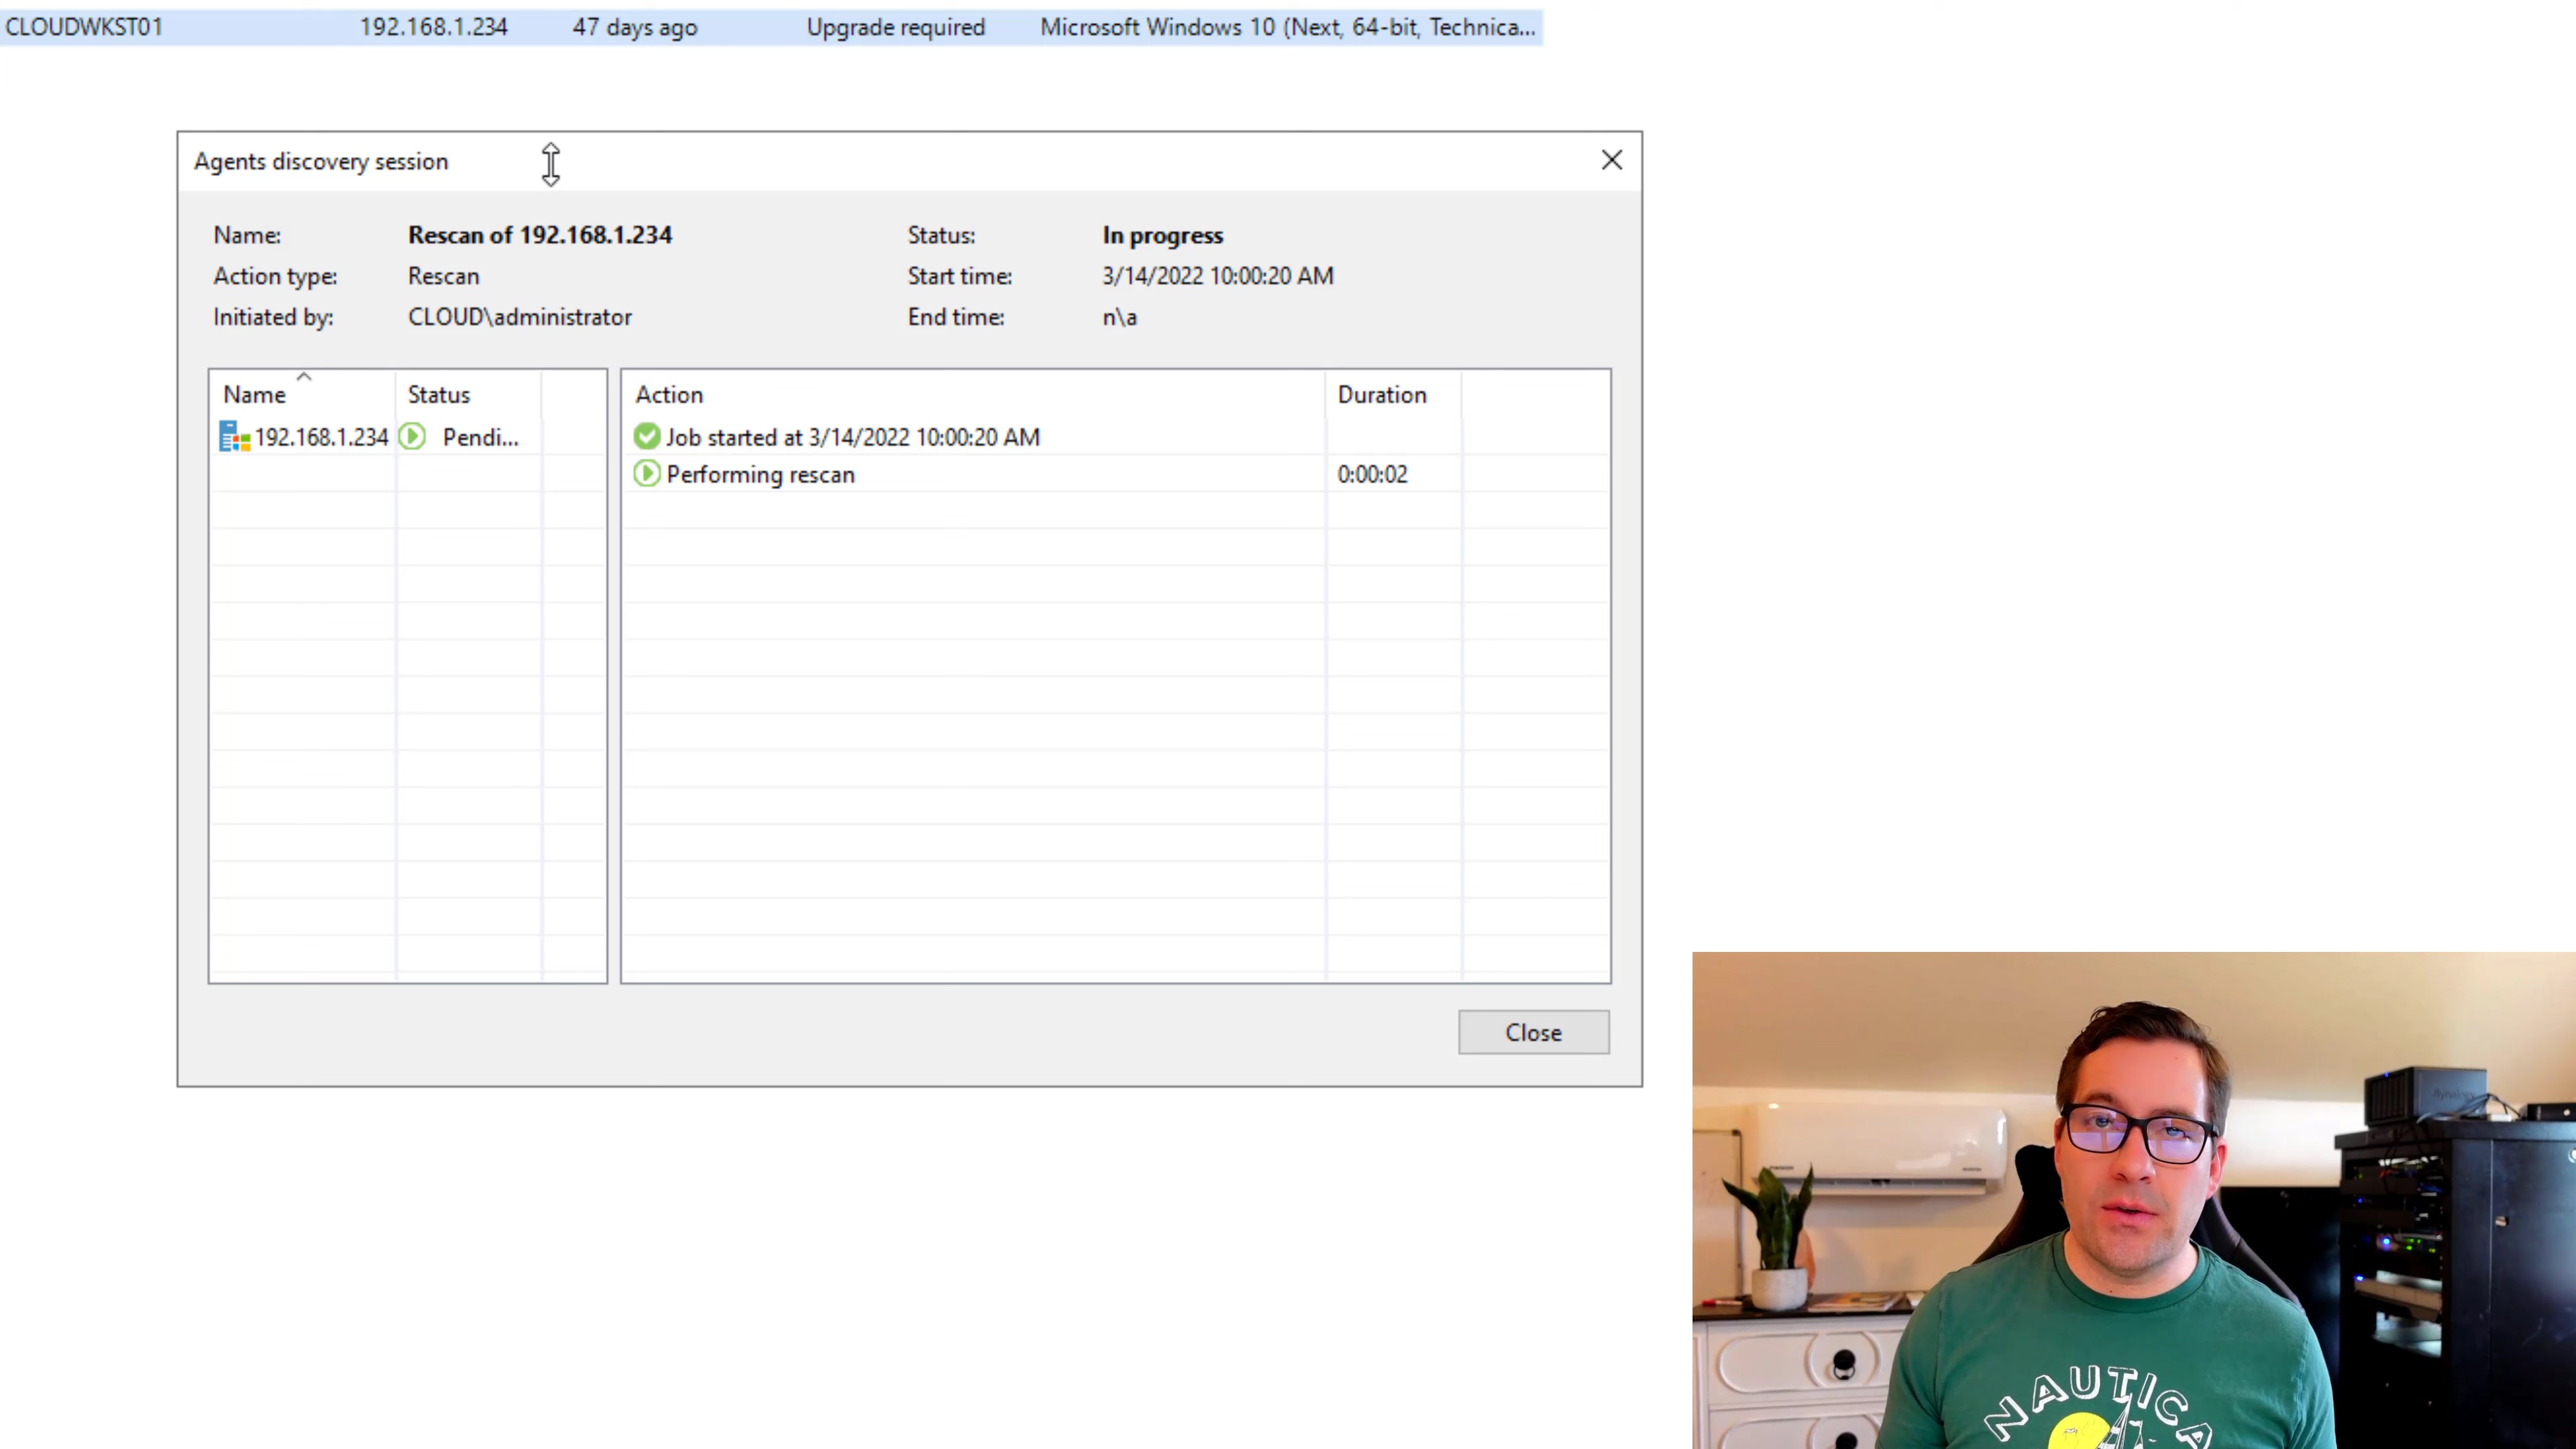 CLOUDWKST01 192.168.1.234 47 days ago Upgrade required Microsoft Windows 10 (Next, 64-bit, Technica...
Agents discovery session
Name: Rescan of 192.168.1.234 Status: In progress
Action type: Rescan Start time: 3/14/2022 10:00:20 AM
Initiated by: CLOUD\administrator End time: n\a
Name Status Action Duration
192.168.1.234 Pendi... Job started at 3/14/2022 10:00:20 AM
Performing rescan 0:00:02
Close
NAUTICA